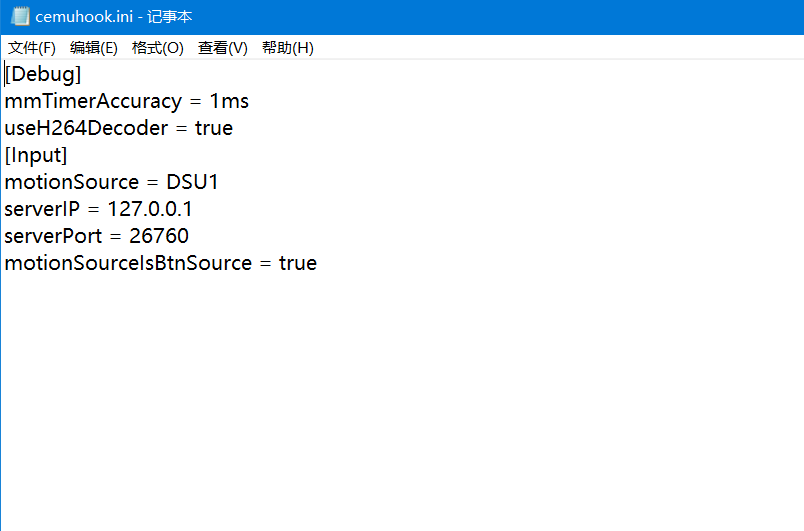 cemuhook.ini - 记事本
文件(F) 编辑(E) 格式(O) 查看(V) 帮助(H)
[Debug]
mmTimerAccuracy = 1ms
useH264Decoder = true
[Input]
motionSource = DSU1
serverIP = 127.0.0.1
serverPort = 26760
motionSourceIsBtnSource = true